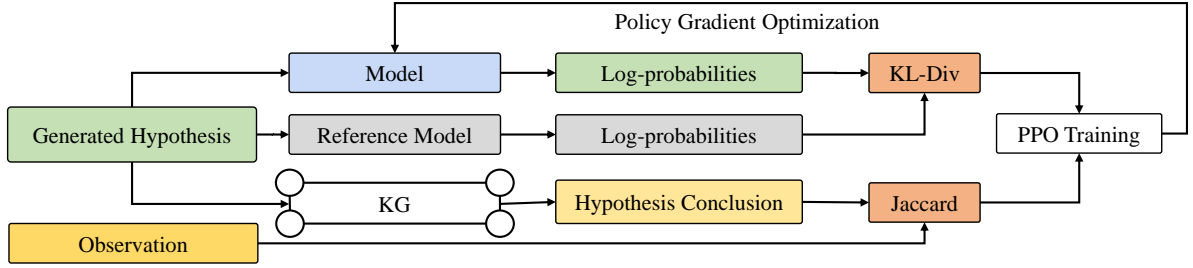 Policy Gradient Optimization
Model
Log-probabilities
KL-Div
Generated Hypothesis
Reference Model
Log-probabilities
PPO Training
KG
Hypothesis Conclusion
Jaccard
Observation